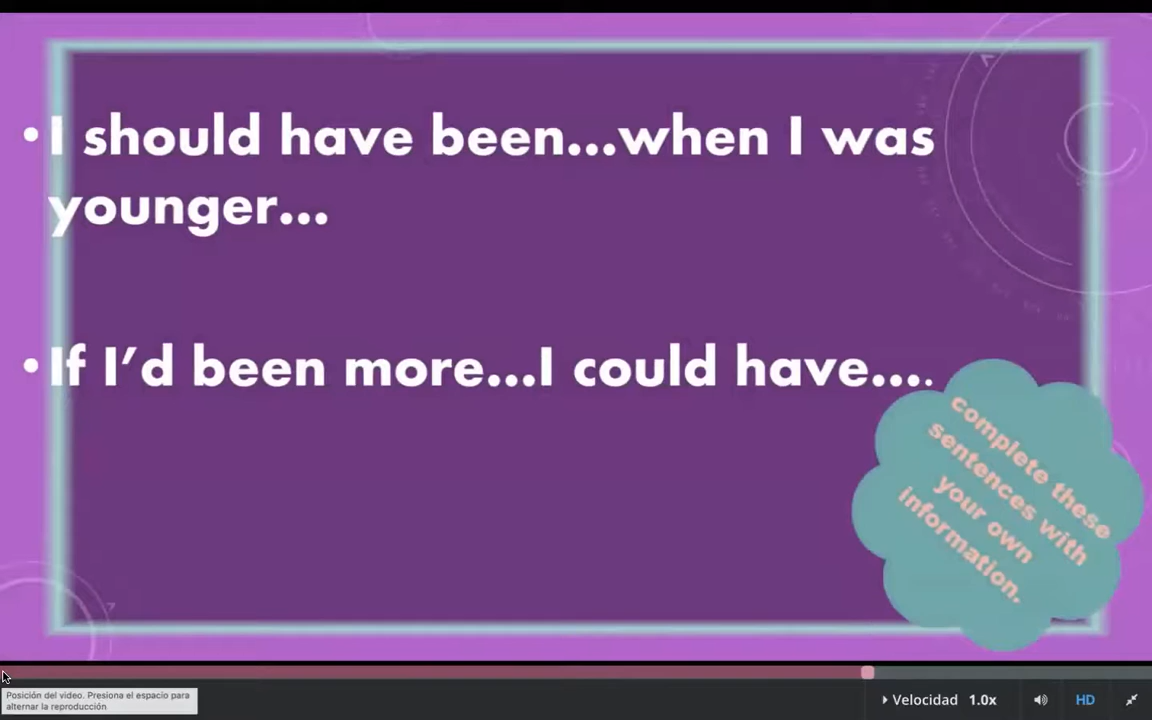 • I should have been...when I was
younger...
• If I’d been more...I could have....
complete these
sentences with
your own
information.
Posición del video. Presiona el espacio para
alternar la reproducción
Velocidad 1.0x HD